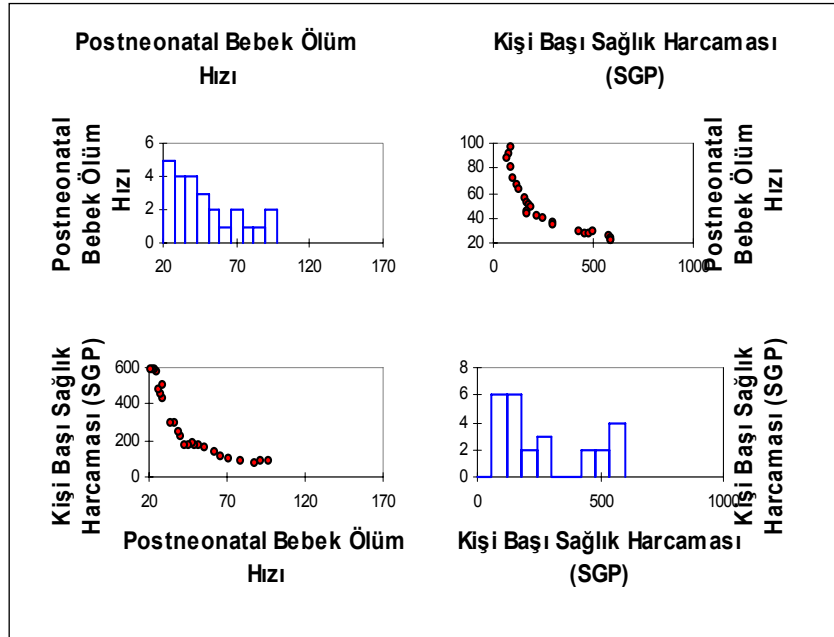 Postneonatal Bebek Ölüm
Hızı
Kişi Başı Sağlık Harcaması
(SGP)
Postneonatal
Bebek Ölüm
Hızı
6
4
2
0
20
70
120
170
100
80
60
40
20
0
500
1000
Postneonatal
Bebek Ölüm
Hızı
Kişi Başı Sağlık
Harcaması (SGP)
600
400
200
0
20
70
120
170
Postneonatal Bebek Ölüm
Hızı
8
6
4
2
0
0
500
1000
Kişi Başı Sağlık Harcaması
(SGP)
Kişi Başı Sağlık
Harcaması (SGP)